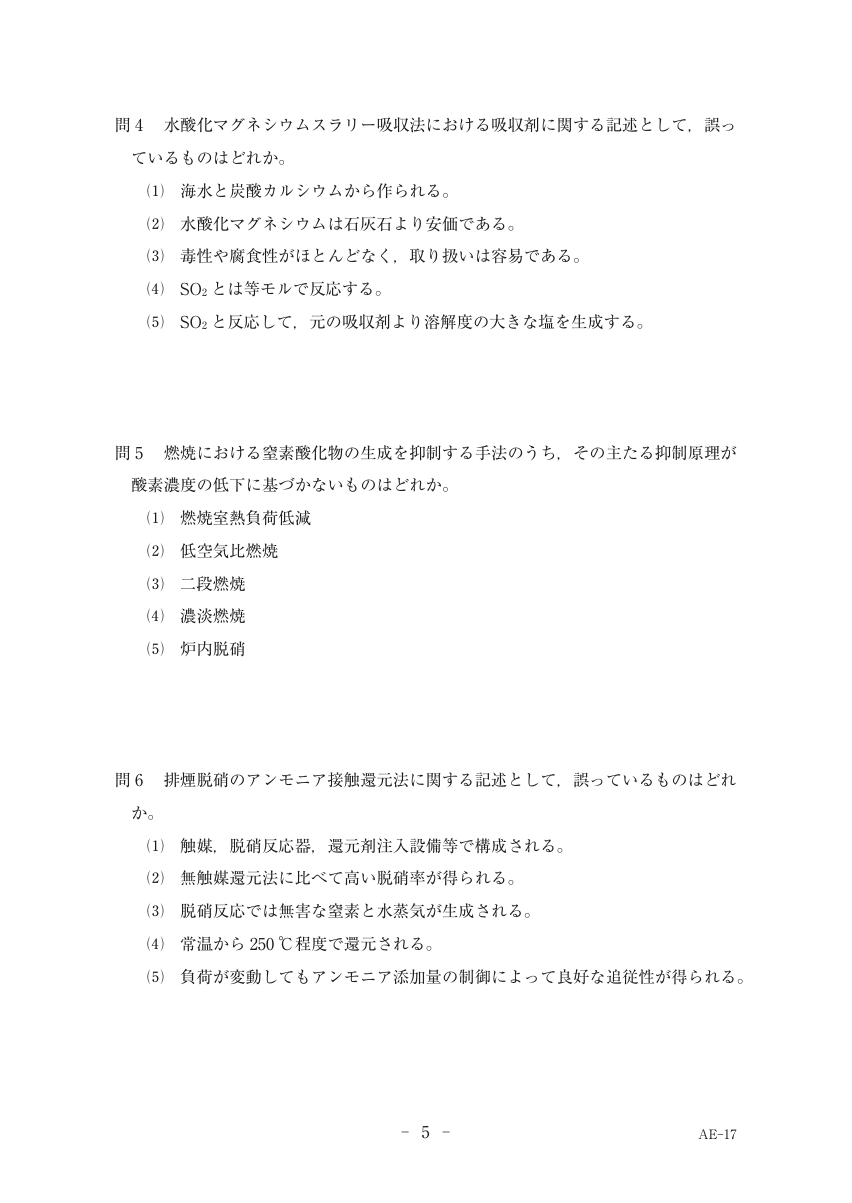 問4　水酸化マグネシウムスラリー吸収法における吸収剤に関する記述として，誤っ
ているものはどれか。
⑴　海水と炭酸カルシウムから作られる。
⑵　水酸化マグネシウムは石灰石より安価である。
⑶　毒性や腐食性がほとんどなく，取り扱いは容易である。
⑷　SO₂とは等モルで反応する。
⑸　SO₂と反応して，元の吸収剤より溶解度の大きな塩を生成する。
問5　燃焼における窒素酸化物の生成を抑制する手法のうち，その主たる抑制原理が
酸素濃度の低下に基づかないものはどれか。
⑴　燃焼室熱負荷低減
⑵　低空気比燃焼
⑶　二段燃焼
⑷　濃淡燃焼
⑸　炉内脱硝
問6　排煙脱硝のアンモニア接触還元法に関する記述として，誤っているものはどれ
か。
⑴　触媒，脱硝反応器，還元剤注入設備等で構成される。
⑵　無触媒還元法に比べて高い脱硝率が得られる。
⑶　脱硝反応では無害な窒素と水蒸気が生成される。
⑷　常温から250℃程度で還元される。
⑸　負荷が変動してもアンモニア添加量の制御によって良好な追従性が得られる。
- 5 -
AE-17